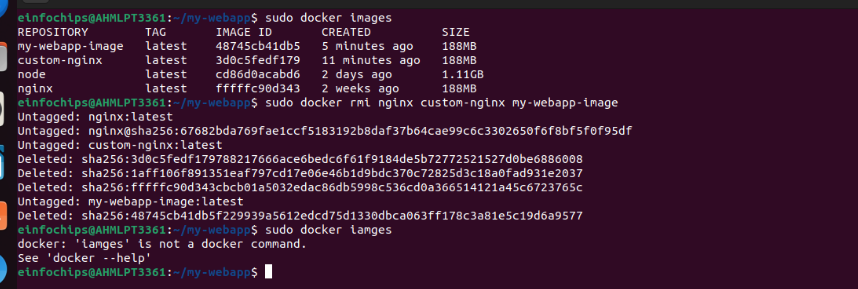 einfochips@AHMLPT3361:~/my-webapp$ sudo docker images
REPOSITORY TAG IMAGE ID CREATED SIZE
my-webapp-image latest 48745cb41db5 5 minutes ago 188MB
custom-nginx latest 3d0c5fedf179 11 minutes ago 188MB
node latest cd86d0acabd6 2 days ago 1.11GB
nginx latest fffffc90d343 2 weeks ago 188MB
einfochips@AHMLPT3361:~/my-webapp$ sudo docker rmi nginx custom-nginx my-webapp-image
Untagged: nginx:latest
Untagged: nginx@sha256:67682bda769fae1ccf5183192b8daf37b64cae99c6c3302650f6f8bf5f0f95df
Untagged: custom-nginx:latest
Deleted: sha256:3d0c5fedf179788217666ace6bedc6f61f9184de5b72772521527d0be6886008
Deleted: sha256:1aff106f891351eaf797cd17e06e46b1d9bdc370c72825d3c18a0fad931e2037
Deleted: sha256:fffffc90d343cbcb01a5032edac86db5998c536cd0a366514121a45c6723765c
Untagged: my-webapp-image:latest
Deleted: sha256:48745cb41db5f229939a5612edcd75d1330dbca063ff178c3a81e5c19d6a9577
einfochips@AHMLPT3361:~/my-webapp$ sudo docker iamges
docker: 'iamges' is not a docker command.
See 'docker --help'
einfochips@AHMLPT3361:~/my-webapp$